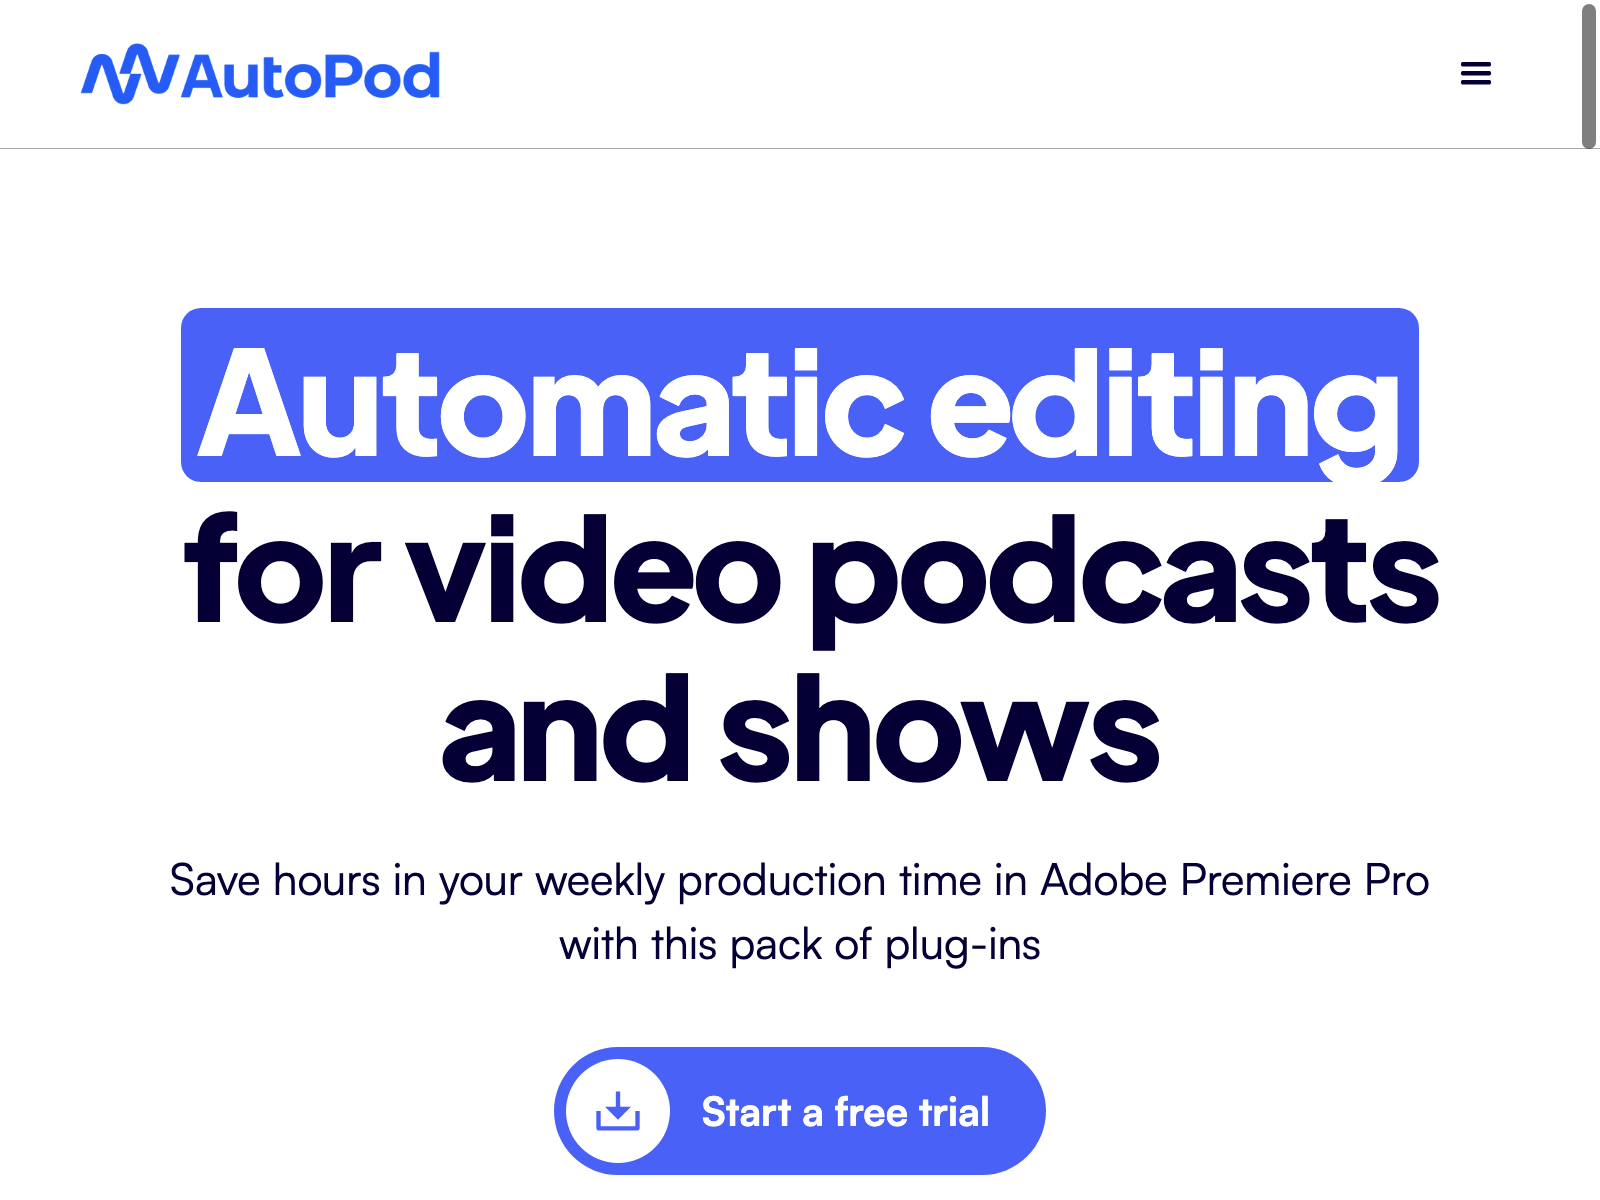 AutoPod
Automatic editing
for video podcasts
and shows
Save hours in your weekly production time in Adobe Premiere Pro
with this pack of plug-ins
Start a free trial